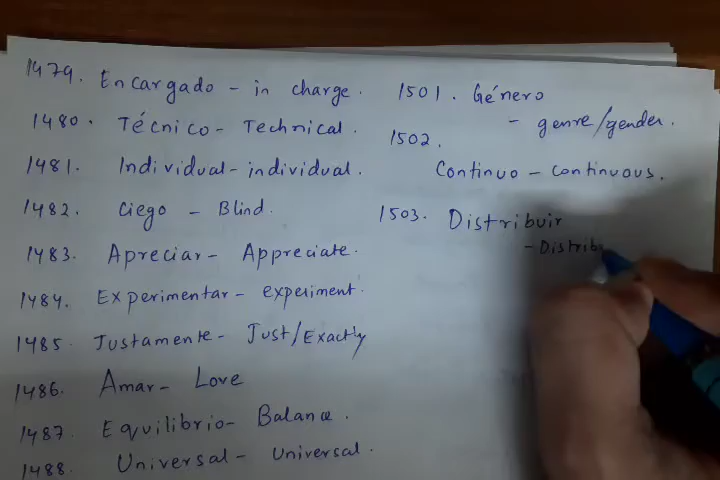 1479. Encargado - in charge.
1480. Técnico - Technical.
1481. Individual - individual.
1482. Ciego - Blind.
1483. Apreciar - Appreciate.
1484. Experimentar - experiment.
1485. Justamente - Just/Exactly
1486. Amar - Love
1487. Equilibrio - Balance.
1488. Universal - Universal.
1501. Género
- genre/gender.
1502.
Continuo - continuous.
1503. Distribuir
- Distribu